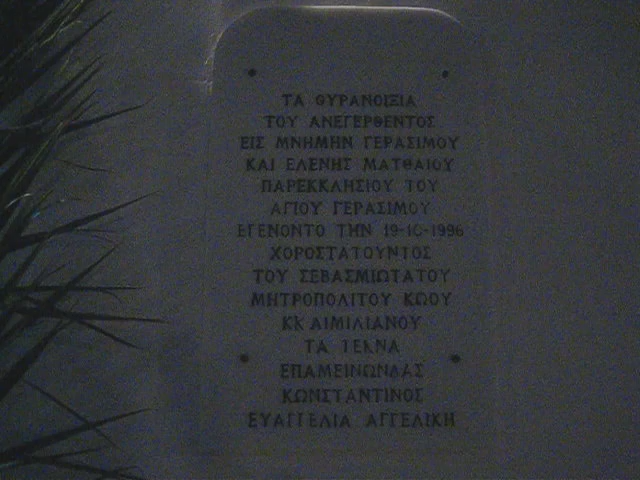 ΤΑ ΘΥΡΑΝΟΙΞΙΑ
ΤΟΥ ΑΝΕΓΕΡΘΕΝΤΟΣ
ΕΙΣ ΜΝΗΜΗΝ ΓΕΡΑΣΙΜΟΥ
ΚΑΙ ΕΛΕΝΗΣ ΜΑΤΘΑΙΟΥ
ΠΑΡΕΚΚΛΗΣΙΟΥ ΤΟΥ
ΑΓΙΟΥ ΓΕΡΑΣΙΜΟΥ
ΕΓΕΝΟΝΤΟ ΤΗΝ 19-10-1996
ΧΟΡΟΣΤΑΤΟΥΝΤΟΣ
ΤΟΥ ΣΕΒΑΣΜΙΩΤΑΤΟΥ
ΜΗΤΡΟΠΟΛΙΤΟΥ ΚΩΟΥ
ΚΚ ΑΙΜΙΛΙΑΝΟΥ
ΤΑ ΤΕΚΝΑ
ΕΠΑΜΕΙΝΩΝΔΑΣ
ΚΩΝΣΤΑΝΤΙΝΟΣ
ΕΥΑΓΓΕΛΙΑ ΑΓΓΕΛΙΚΗ